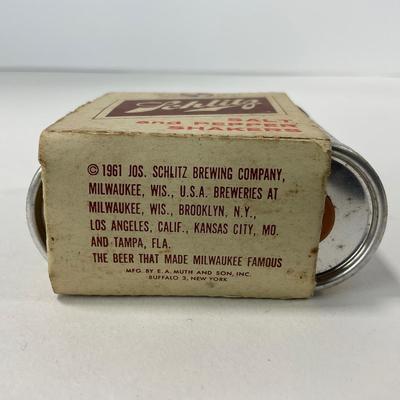 Schlitz
SALT
and PEPPER
SHAKERS
© 1961 JOS. SCHLITZ BREWING COMPANY,
MILWAUKEE, WIS., U.S.A. BREWERIES AT
MILWAUKEE, WIS., BROOKLYN, N.Y.,
LOS ANGELES, CALIF., KANSAS CITY, MO.
AND TAMPA, FLA.
THE BEER THAT MADE MILWAUKEE FAMOUS
MFG. BY E. A. MUTH AND SON, INC.
BUFFALO 3, NEW YORK